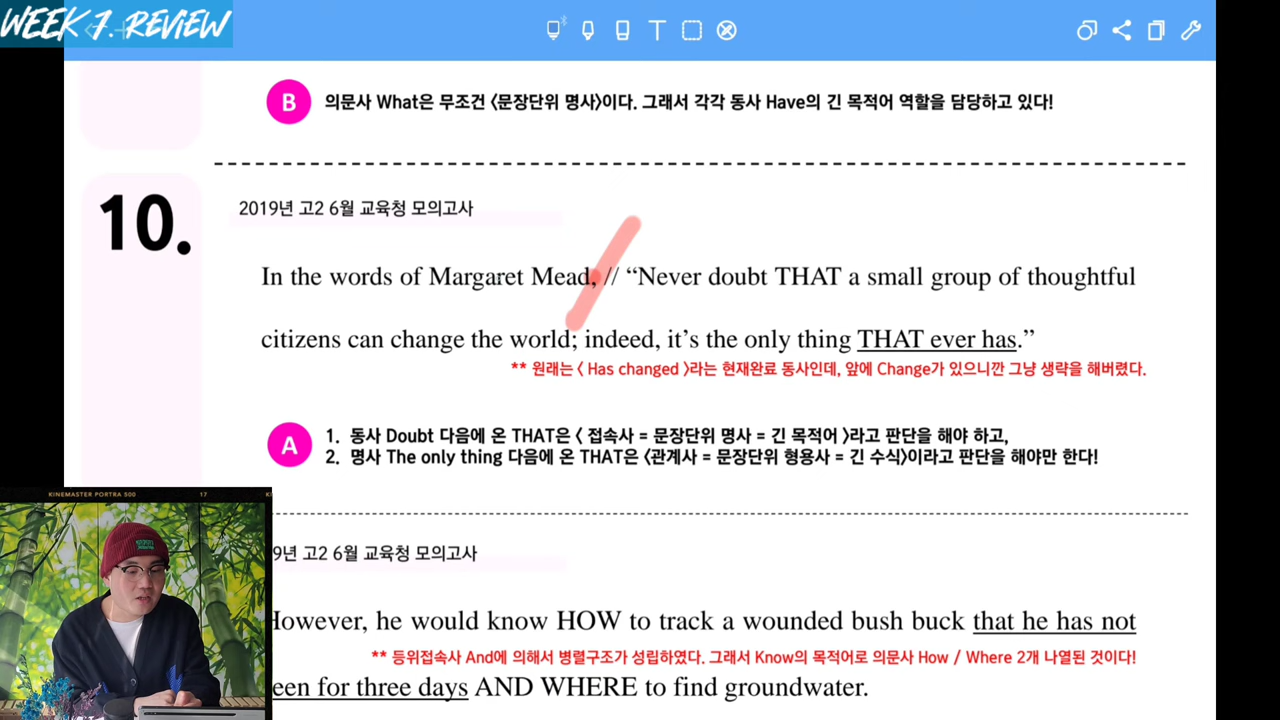 WEEK 7. REVIEW
T
B 의문사 What은 무조건 <문장단위 명사>이다. 그래서 각각 동사 Have의 긴 목적어 역할을 담당하고 있다!
10.
2019년 고2 6월 교육청 모의고사
In the words of Margaret Mead, // “Never doubt THAT a small group of thoughtful
citizens can change the world; indeed, it’s the only thing THAT ever has.”
** 원래는 < Has changed >라는 현재완료 동사인데, 앞에 Change가 있으니깐 그냥 생략을 해버렸다.
A 1. 동사 Doubt 다음에 온 THAT은 < 접속사 = 문장단위 명사 = 긴 목적어 >라고 판단을 해야 하고,
2. 명사 The only thing 다음에 온 THAT은 <관계사 = 문장단위 형용사 = 긴 수식>이라고 판단을 해야만 한다!
KINEMASTER PORTRA 500 17 K
9년 고2 6월 교육청 모의고사
However, he would know HOW to track a wounded bush buck that he has not
** 등위접속사 And에 의해서 병렬구조가 성립하였다. 그래서 Know의 목적어로 의문사 How / Where 2개 나열된 것이다!
een for three days AND WHERE to find groundwater.